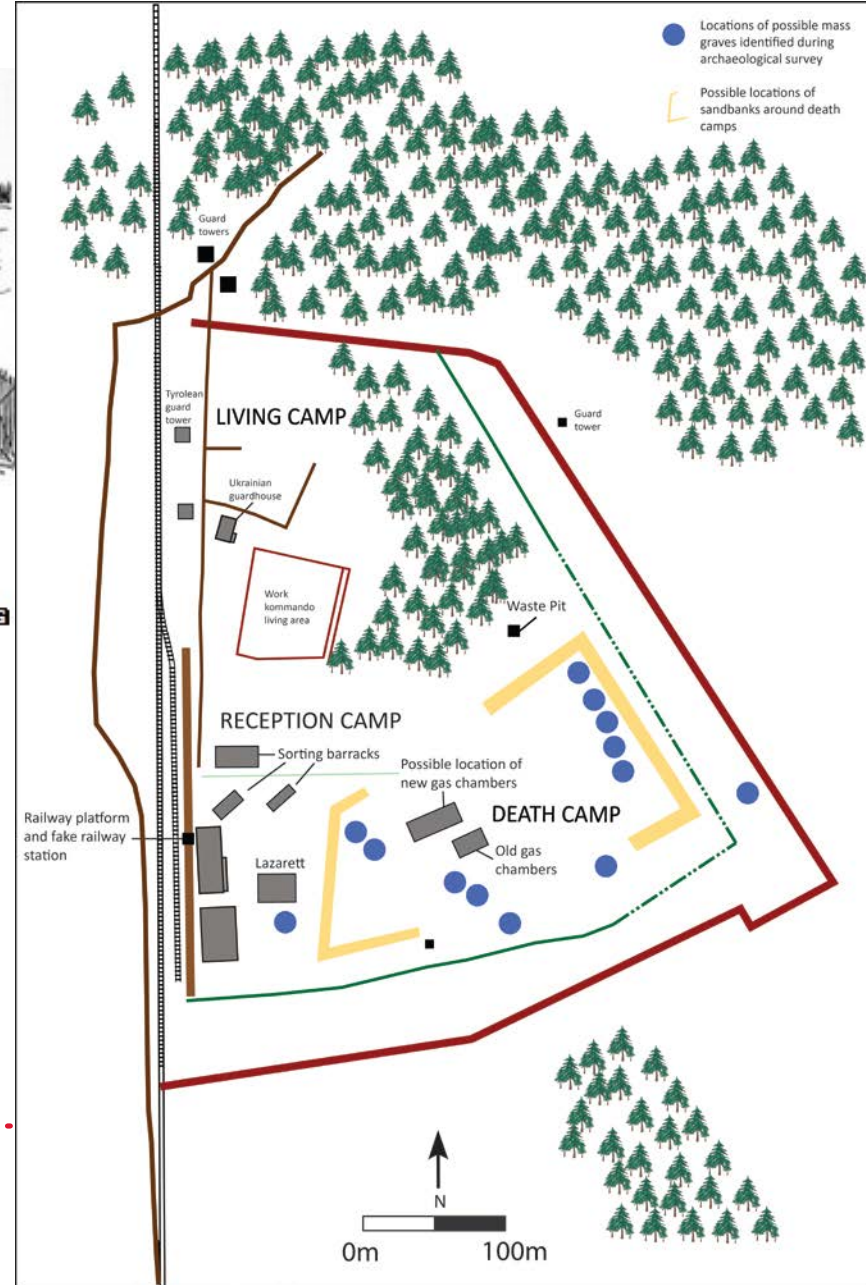 Locations of possible mass
graves identified during
archaeological survey
Possible locations of
sandbanks around death
camps
Guard
towers
Tyrolean
guard
tower
LIVING CAMP
Guard
tower
Ukrainian
guardhouse
Work
kommando
living area
Waste Pit
RECEPTION CAMP
Sorting barracks
Possible location of
new gas chambers
DEATH CAMP
Railway platform
and fake railway
station
Old gas
chambers
Lazarett
N
0m
100m